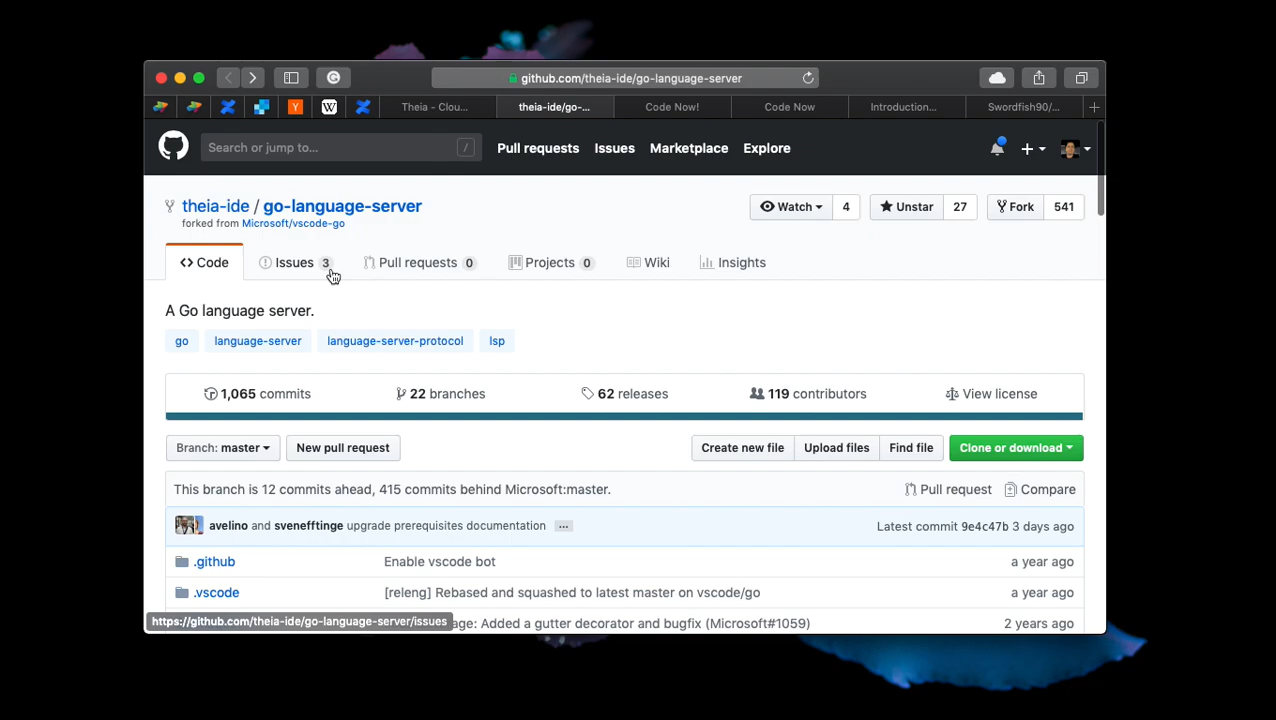 github.com/theia-ide/go-language-server
W
Theia - Clou... theia-ide/go-... Code Now! Code Now Introduction... Swordfish90/...
Search or jump to... / Pull requests Issues Marketplace Explore
theia-ide / go-language-server Watch 4 Unstar 27 Fork 541
forked from Microsoft/vscode-go
Code Issues 3 Pull requests 0 Projects 0 Wiki Insights
A Go language server.
go language-server language-server-protocol lsp
1,065 commits 22 branches 62 releases 119 contributors View license
Branch: master New pull request Create new file Upload files Find file Clone or download
This branch is 12 commits ahead, 415 commits behind Microsoft:master. Pull request Compare
avelino and svenefftinge upgrade prerequisites documentation ... Latest commit 9e4c47b 3 days ago
.github Enable vscode bot a year ago
.vscode [releng] Rebased and squashed to latest master on vscode/go a year ago
https://github.com/theia-ide/go-language-server/issues age: Added a gutter decorator and bugfix (Microsoft#1059) 2 years ago